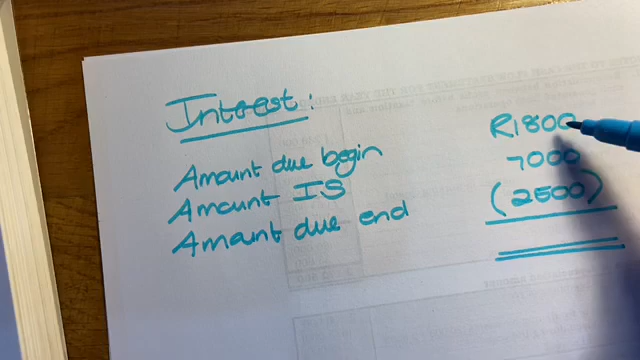 Interest:
Amount due begin R1800
Amount IS 7000
Amount due end (2500)